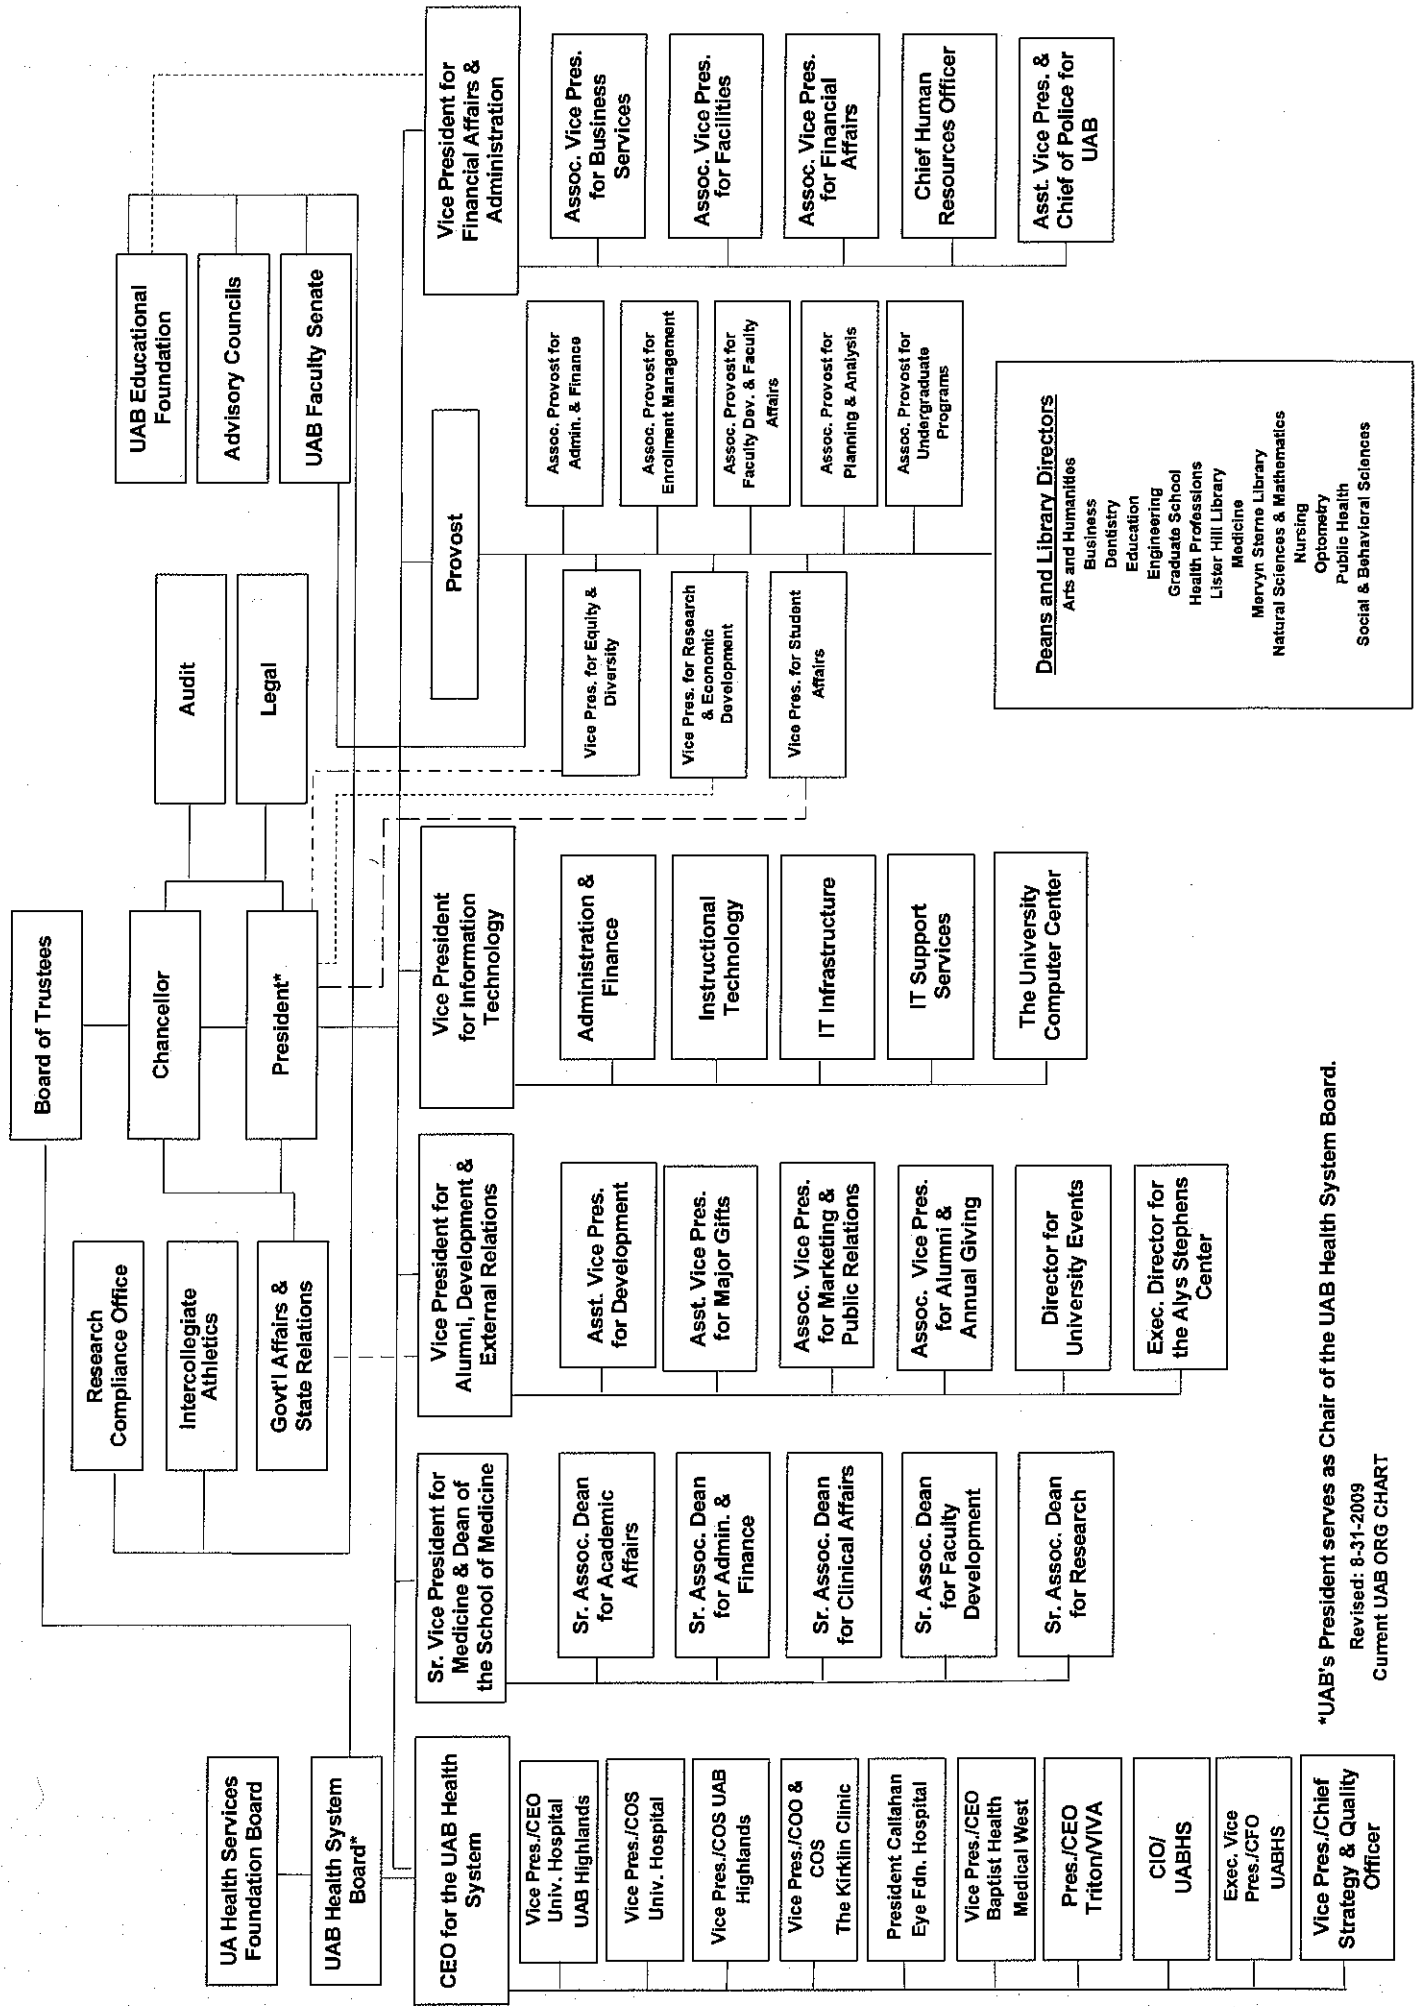 Board of Trustees
Chancellor
President*
Audit
Legal
Research
Compliance Office
Intercollegiate
Athletics
Govt'l Affairs &
State Relations
UAB Educational
Foundation
Advisory Councils
UAB Faculty Senate
UA Health Services
Foundation Board
UAB Health System
Board*
CEO for the UAB Health
System
Vice Pres./CEO
Univ. Hospital
UAB Highlands
Vice Pres./COS
Univ. Hospital
Vice Pres./COS UAB
Highlands
Vice Pres./COO &
COS
The Kirklin Clinic
President Callahan
Eye Fdn. Hospital
Vice Pres./CEO
Baptist Health
Medical West
Pres./CEO
Triton/VIVA
CIO/
UABHS
Exec. Vice
Pres./CFO
UABHS
Vice Pres./Chief
Strategy & Quality
Officer
Sr. Vice President for
Medicine & Dean of
the School of Medicine
Sr. Assoc. Dean
for Academic
Affairs
Sr. Assoc. Dean
for Admin. &
Finance
Sr. Assoc. Dean
for Clinical Affairs
Sr. Assoc. Dean
for Faculty
Development
Sr. Assoc. Dean
for Research
Vice President for
Alumni, Development &
External Relations
Asst. Vice Pres.
for Development
Asst. Vice Pres.
for Major Gifts
Assoc. Vice Pres.
for Marketing &
Public Relations
Assoc. Vice Pres.
for Alumni &
Annual Giving
Director for
University Events
Exec. Director for
the Alys Stephens
Center
Vice President
for Information
Technology
Administration &
Finance
Instructional
Technology
IT Infrastructure
IT Support
Services
The University
Computer Center
Provost
Vice Pres. for Equity &
Diversity
Vice Pres. for Research
& Economic
Development
Vice Pres. for Student
Affairs
Assoc. Provost for
Admin. & Finance
Assoc. Provost for
Enrollment Management
Assoc. Provost for
Faculty Dev. & Faculty
Affairs
Assoc. Provost for
Planning & Analysis
Assoc. Provost for
Undergraduate
Programs
Deans and Library Directors
Arts and Humanities
Business
Dentistry
Education
Engineering
Graduate School
Health Professions
Lister Hill Library
Medicine
Mervyn Sterne Library
Natural Sciences & Mathematics
Nursing
Optometry
Public Health
Social & Behavioral Sciences
Vice President for
Financial Affairs &
Administration
Assoc. Vice Pres.
for Business
Services
Assoc. Vice Pres.
for Facilities
Assoc. Vice Pres.
for Financial
Affairs
Chief Human
Resources Officer
Asst. Vice Pres. &
Chief of Police for
UAB
*UAB's President serves as Chair of the UAB Health System Board.
Revised: 8-31-2009
Current UAB ORG CHART